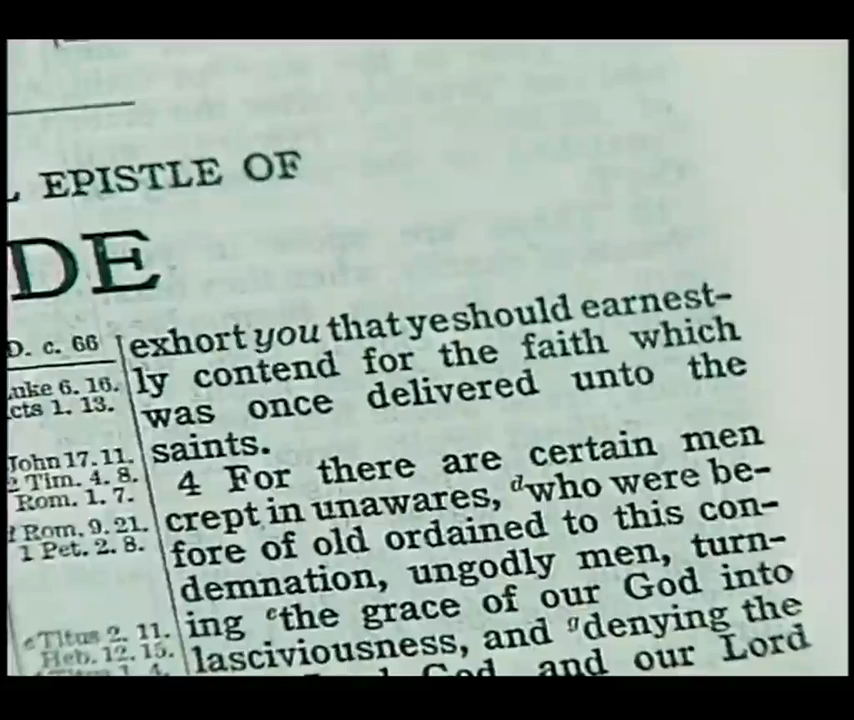 EPISTLE OF
DE
D. c. 66
uke 6. 16.
cts 1. 13.
John 17. 11.
Tim. 4. 8.
Rom. 1. 7.
Rom. 9. 21.
1 Pet. 2. 8.
Titus 2. 11.
Heb. 12. 15.
exhort you that ye should earnest-
ly contend for the faith which
was once delivered unto the
saints.
4 For there are certain men
crept in unawares, d who were be-
fore of old ordained to this con-
demnation, ungodly men, turn-
ing e the grace of our God into
lasciviousness, and g denying the
God, and our Lord